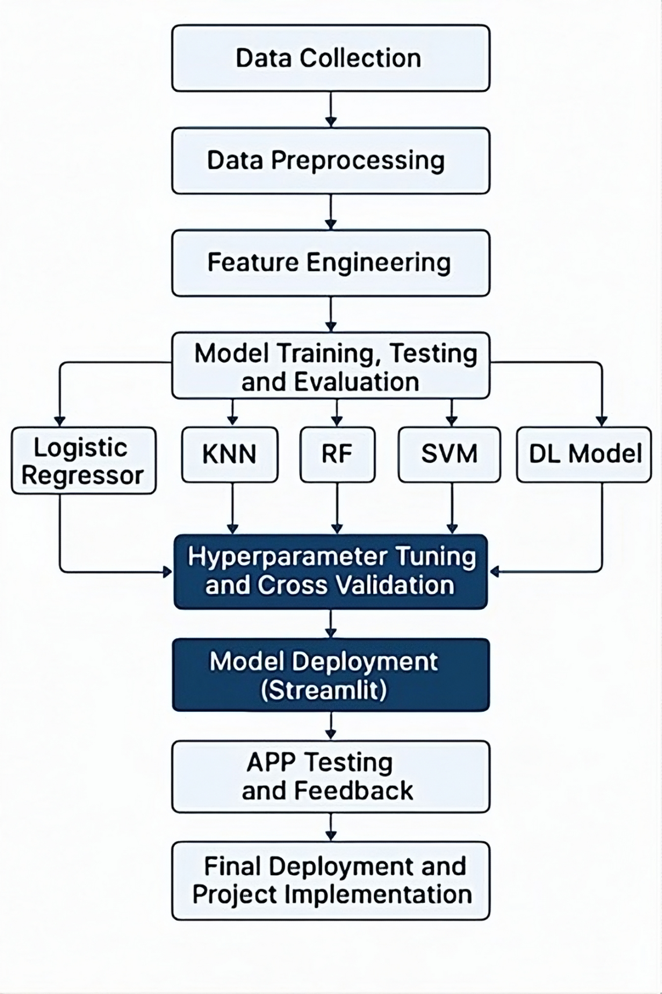 Data Collection
Data Preprocessing
Feature Engineering
Model Training, Testing
and Evaluation
Logistic
Regressor
KNN
RF
SVM
DL Model
Hyperparameter Tuning
and Cross Validation
Model Deployment
(Streamlit)
APP Testing
and Feedback
Final Deployment and
Project Implementation